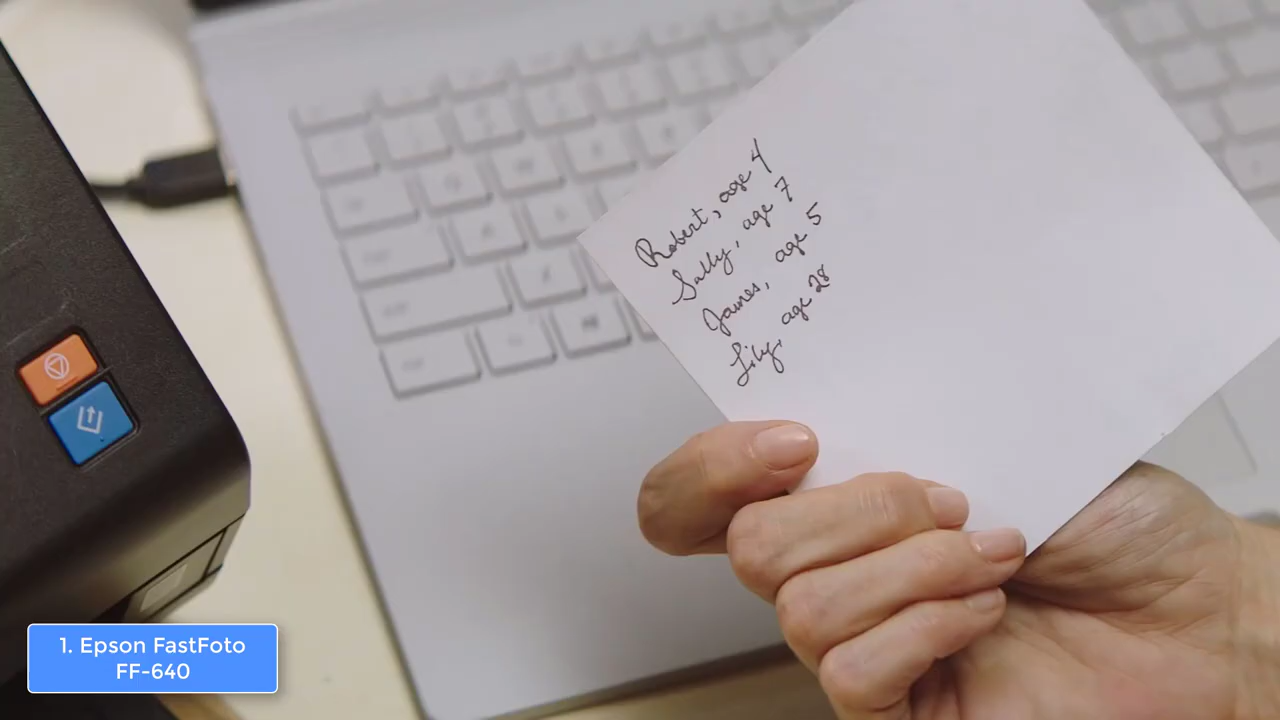 Robert, age 4
Sally, age 7
James, age 5
Lily, age 28
1. Epson FastFoto
FF-640